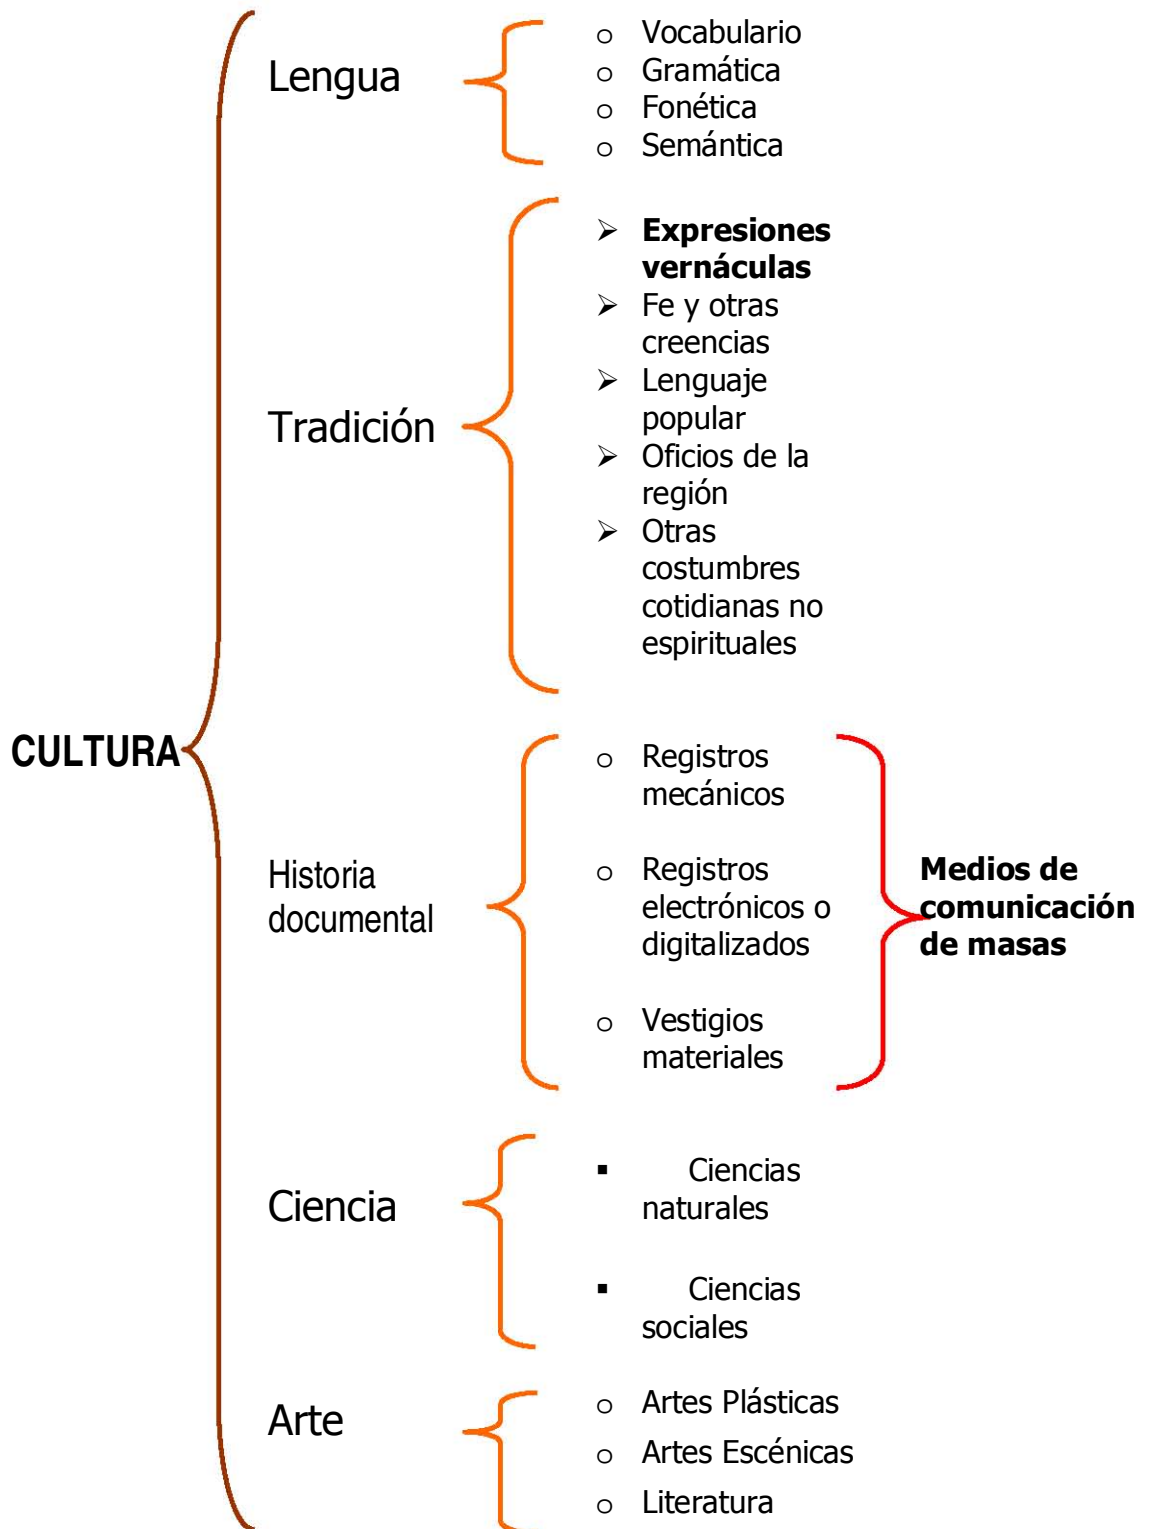 Lengua
o Vocabulario
o Gramática
o Fonética
o Semántica
Tradición
➢ Expresiones
vernáculas
➢ Fe y otras
creencias
➢ Lenguaje
popular
➢ Oficios de la
región
➢ Otras
costumbres
cotidianas no
espirituales
CULTURA
Historia
documental
o Registros
mecánicos
o Registros
electrónicos o
digitalizados
o Vestigios
materiales
Medios de
comunicación
de masas
Ciencia
▪ Ciencias
naturales
▪ Ciencias
sociales
Arte
o Artes Plásticas
o Artes Escénicas
o Literatura